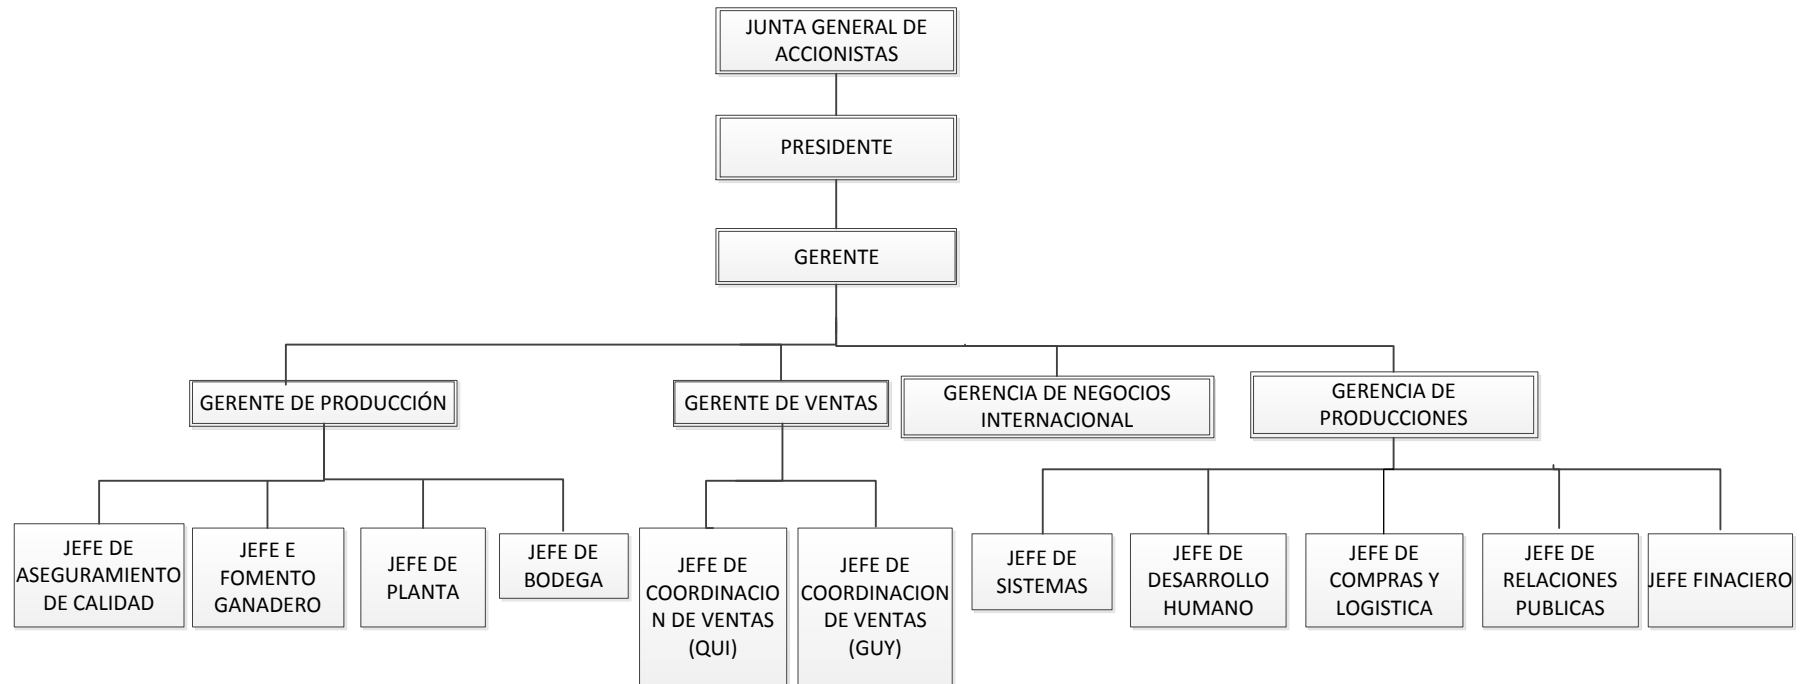 JUNTA GENERAL DE
ACCIONISTAS
PRESIDENTE
GERENTE
GERENTE DE PRODUCCIÓN
GERENTE DE VENTAS
GERENCIA DE NEGOCIOS
INTERNACIONAL
GERENCIA DE
PRODUCCIONES
JEFE DE
ASEGURAMIENTO
DE CALIDAD
JEFE E
FOMENTO
GANADERO
JEFE DE
PLANTA
JEFE DE
BODEGA
JEFE DE
COORDINACIO
N DE VENTAS
(QUI)
JEFE DE
COORDINACION
DE VENTAS
(GUY)
JEFE DE
SISTEMAS
JEFE DE
DESARROLLO
HUMANO
JEFE DE
COMPRAS Y
LOGISTICA
JEFE DE
RELACIONES
PUBLICAS
JEFE FINACIERO